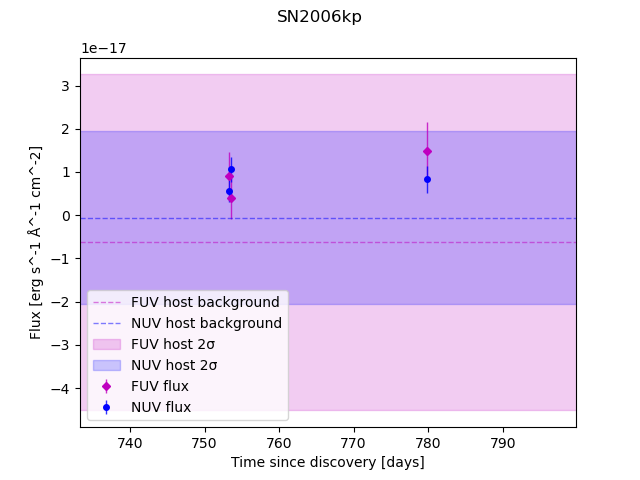 SN2006kp
1e−17
3
2
1
0
−1
−2
−3
−4
Flux [erg s^-1 Å^-1 cm^-2]
FUV host background
NUV host background
FUV host 2σ
NUV host 2σ
FUV flux
NUV flux
740 750 760 770 780 790
Time since discovery [days]